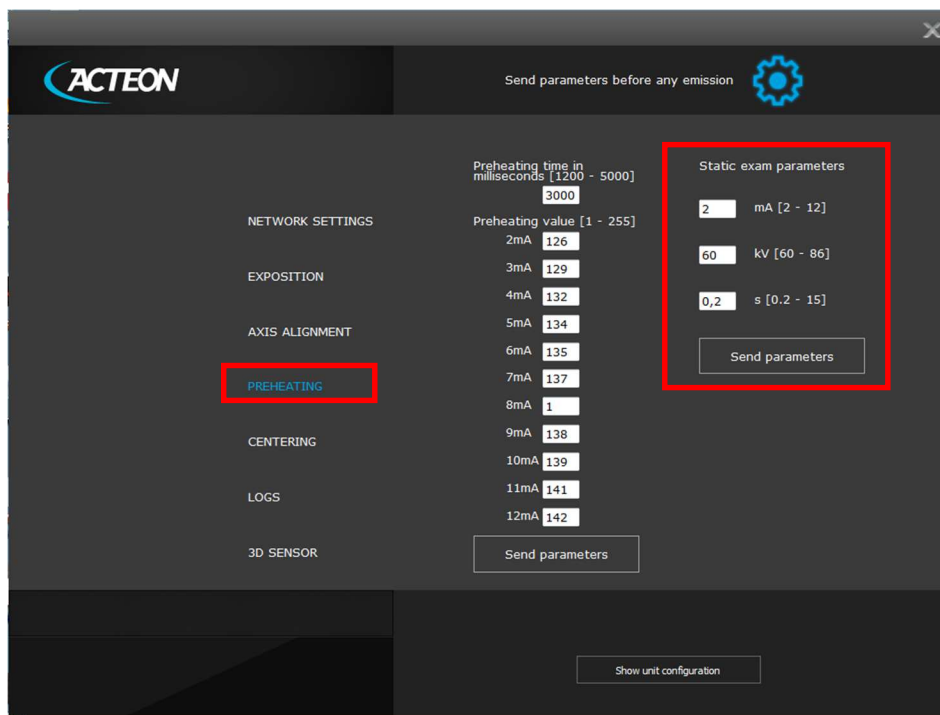 ACTEON
Send parameters before any emission
NETWORK SETTINGS
EXPOSITION
AXIS ALIGNMENT
PREHEATING
CENTERING
LOGS
3D SENSOR
Preheating time in
milliseconds [1200 - 5000]
3000
Preheating value [1 - 255]
2mA 126
3mA 129
4mA 132
5mA 134
6mA 135
7mA 137
8mA 1
9mA 138
10mA 139
11mA 141
12mA 142
Send parameters
Static exam parameters
2 mA [2 - 12]
60 kV [60 - 86]
0,2 s [0.2 - 15]
Send parameters
Show unit configuration